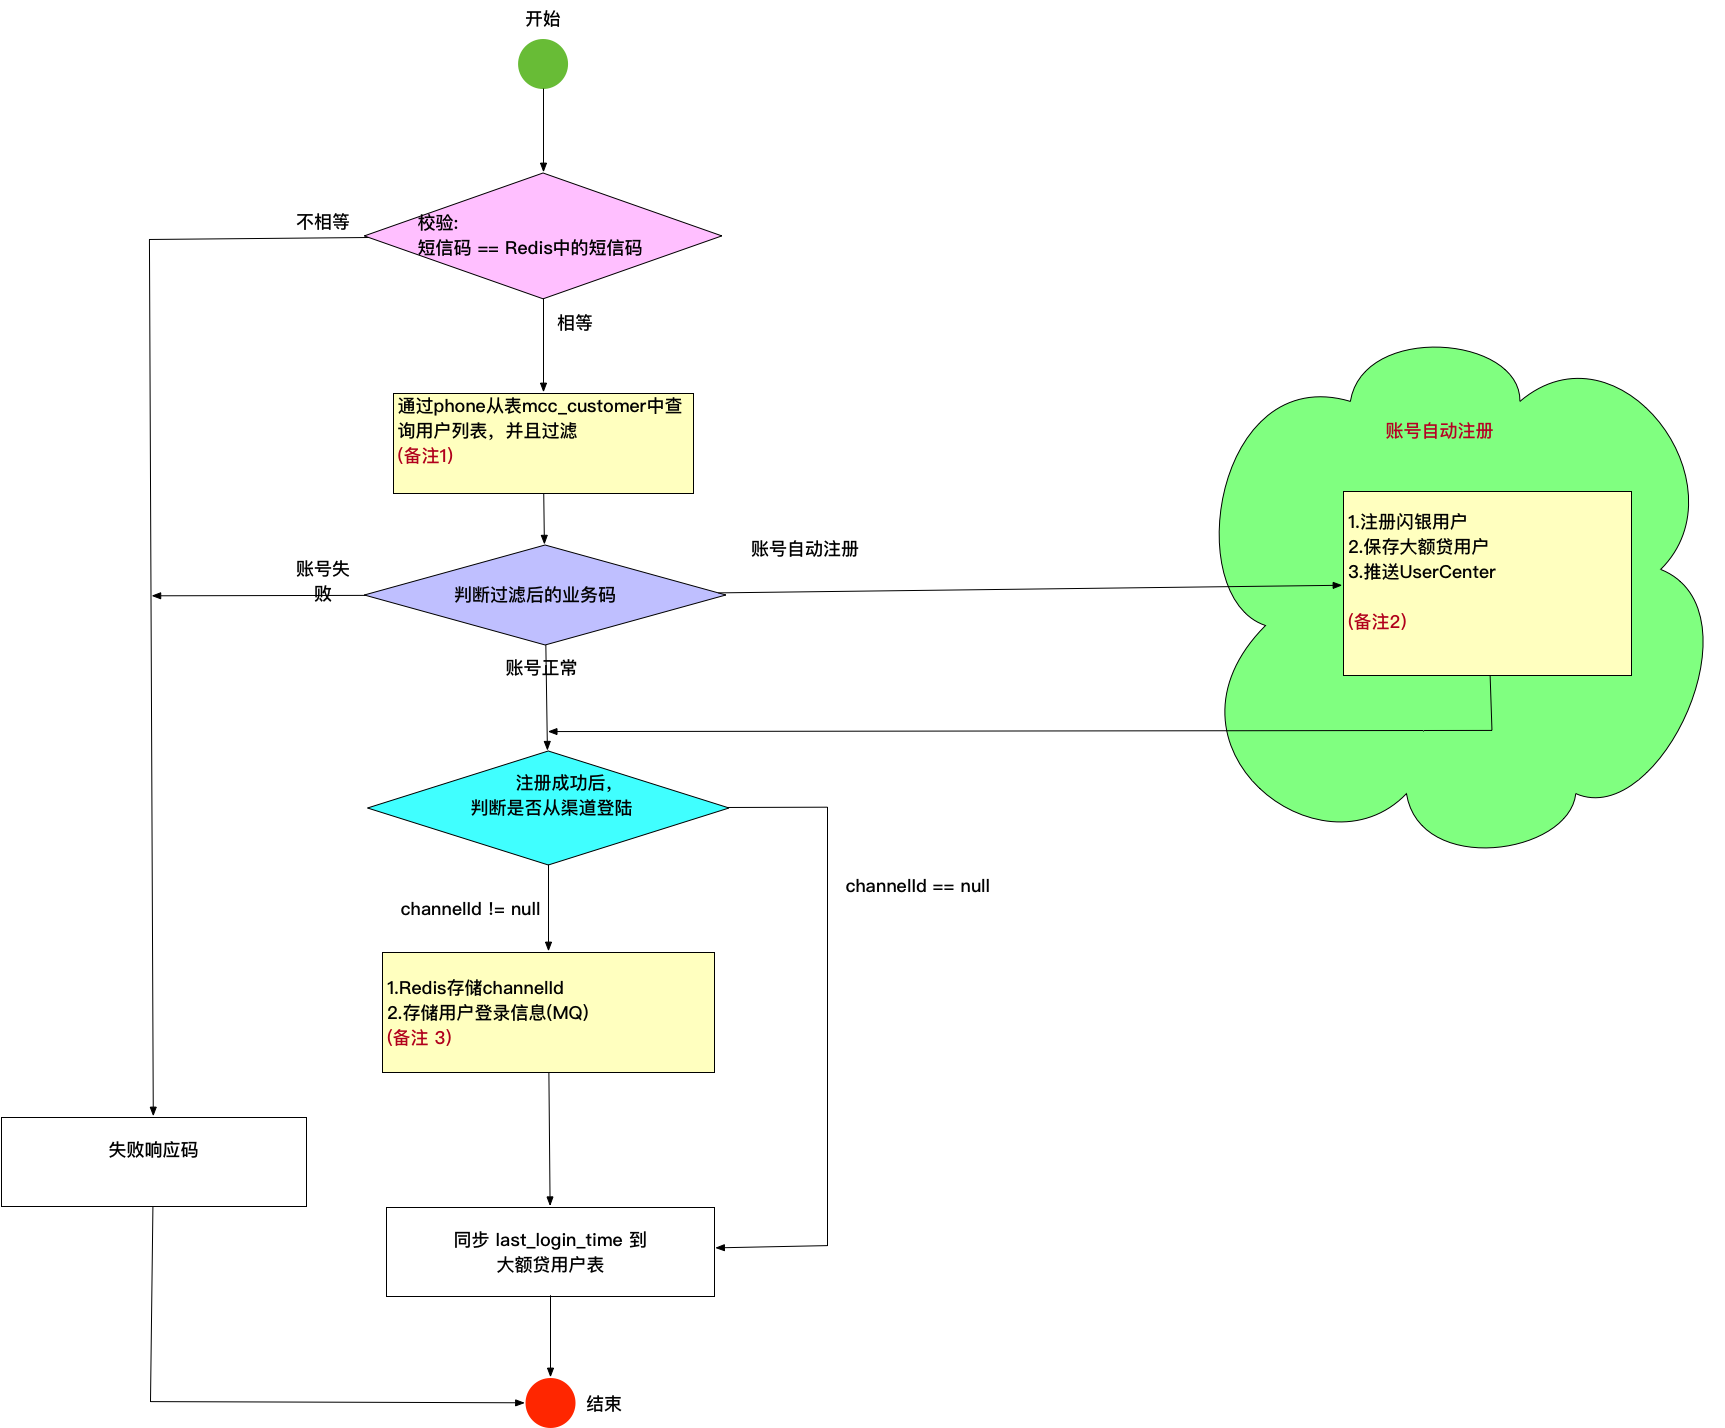 开始
不相等
校验:
短信码 == Redis中的短信码
相等
通过phone从表mcc_customer中查
询用户列表，并且过滤
(备注1)
账号自动注册
1.注册闪银用户
2.保存大额贷用户
3.推送UserCenter
(备注2)
账号自动注册
账号失
败
判断过滤后的业务码
账号正常
注册成功后，
判断是否从渠道登陆
channelId == null
channelId != null
1.Redis存储channelId
2.存储用户登录信息(MQ)
(备注 3)
失败响应码
同步 last_login_time 到
大额贷用户表
结束